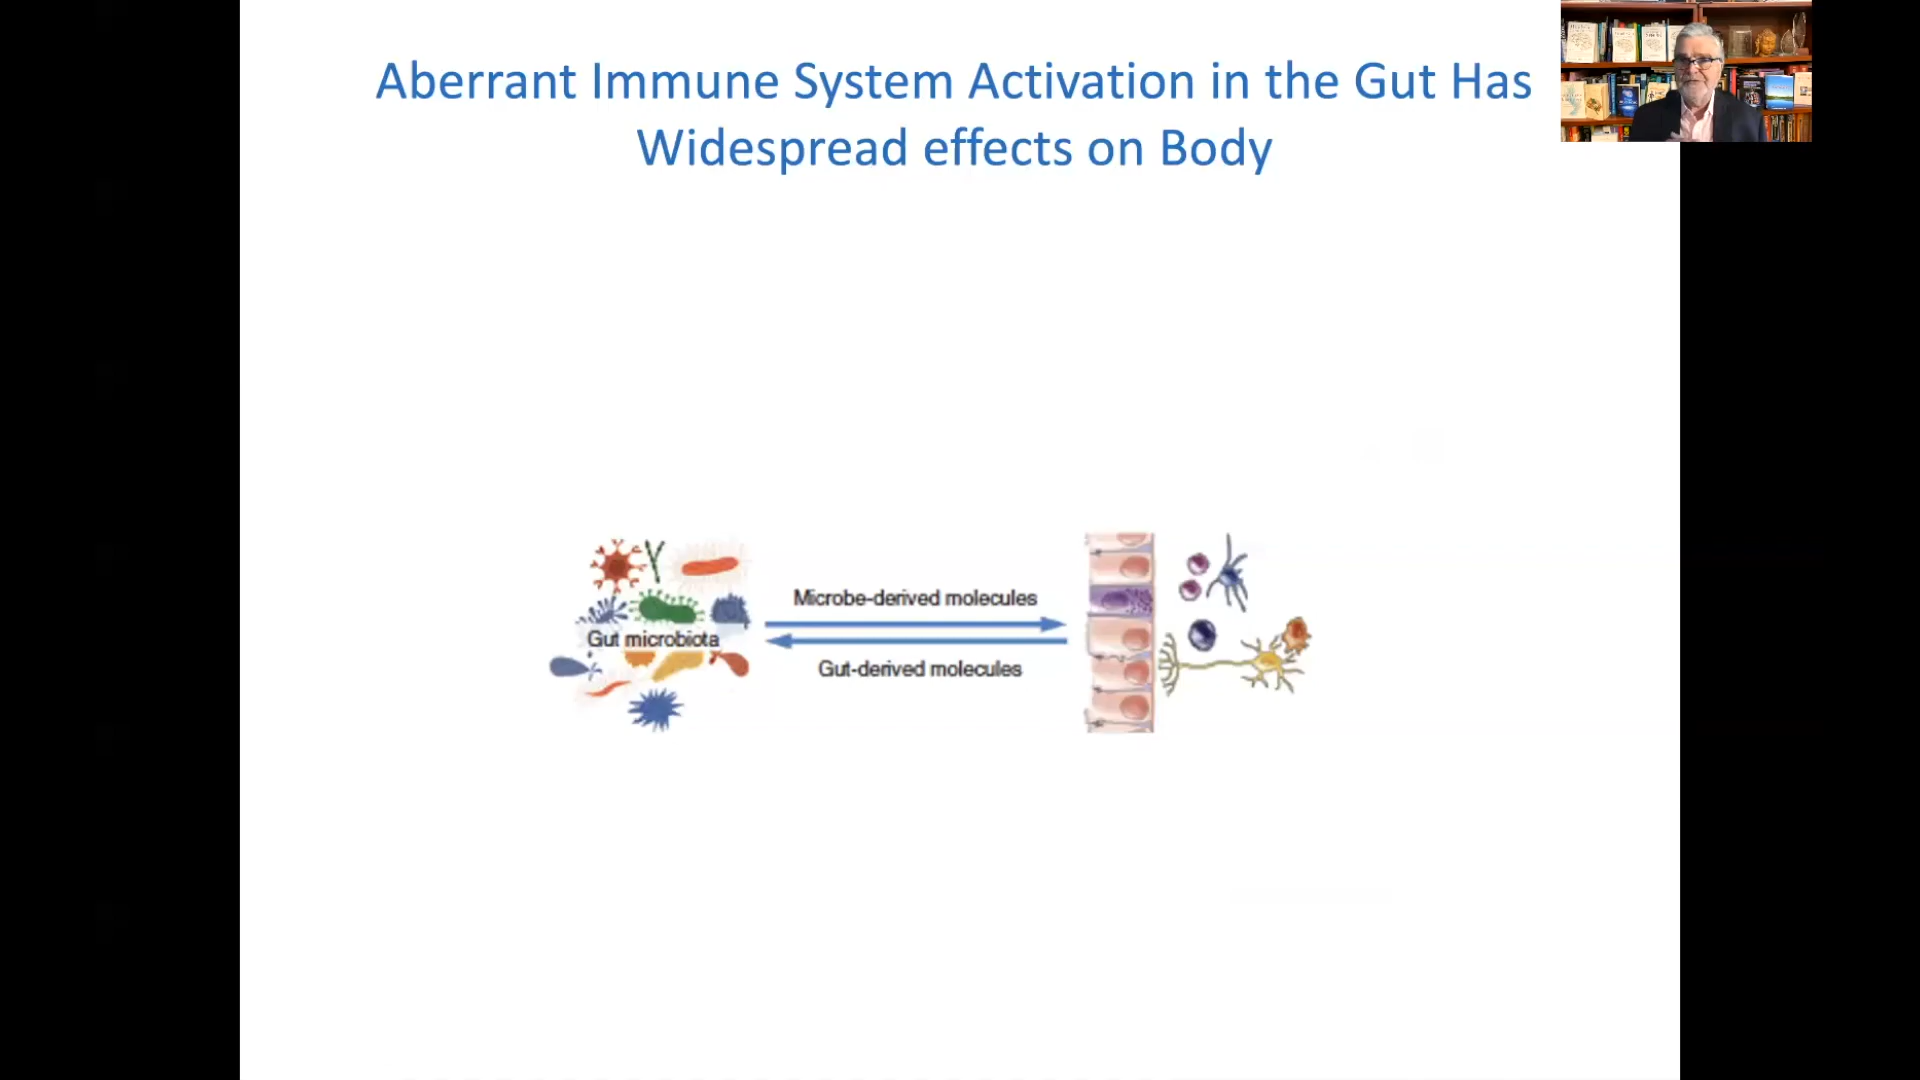 Aberrant Immune System Activation in the Gut Has
Widespread effects on Body
Microbe-derived molecules
Gut microbiota
Gut-derived molecules